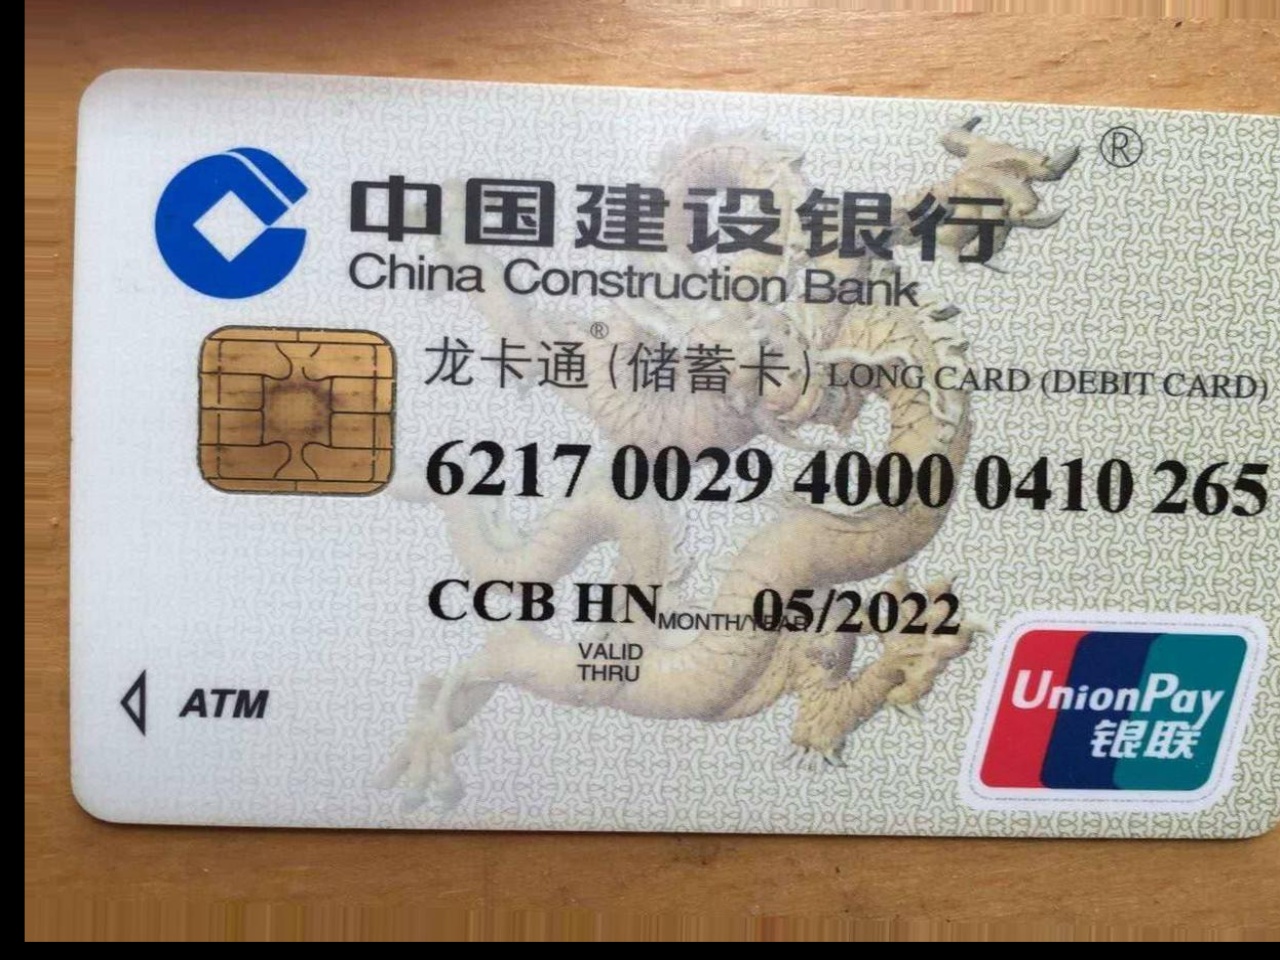 ®
中国建设银行
China Construction Bank
龙卡通®(储蓄卡) LONG CARD (DEBIT CARD)
6217 0029 4000 0410 265
CCB HN MONTH/YEAR 05/2022
VALID
THRU
ATM
UnionPay
银联